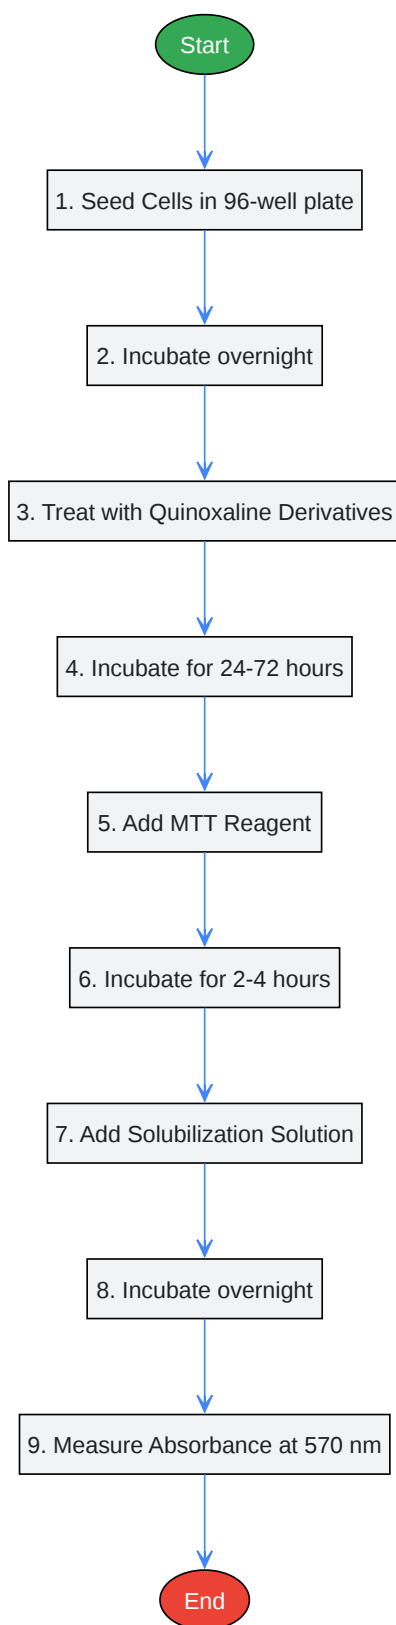 Start
1. Seed Cells in 96-well plate
2. Incubate overnight
3. Treat with Quinoxaline Derivatives
4. Incubate for 24-72 hours
5. Add MTT Reagent
6. Incubate for 2-4 hours
7. Add Solubilization Solution
8. Incubate overnight
9. Measure Absorbance at 570 nm
End